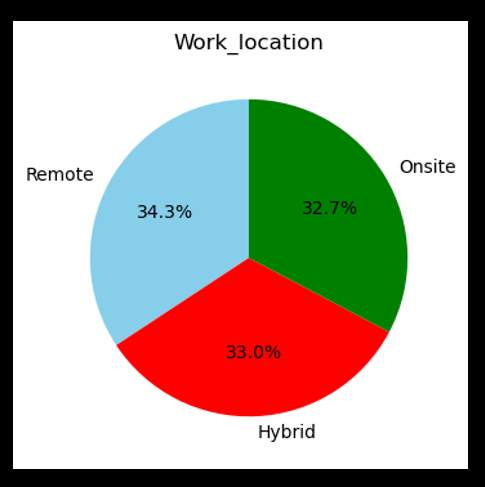 Work_location
Remote
Onsite
34.3%
32.7%
33.0%
Hybrid